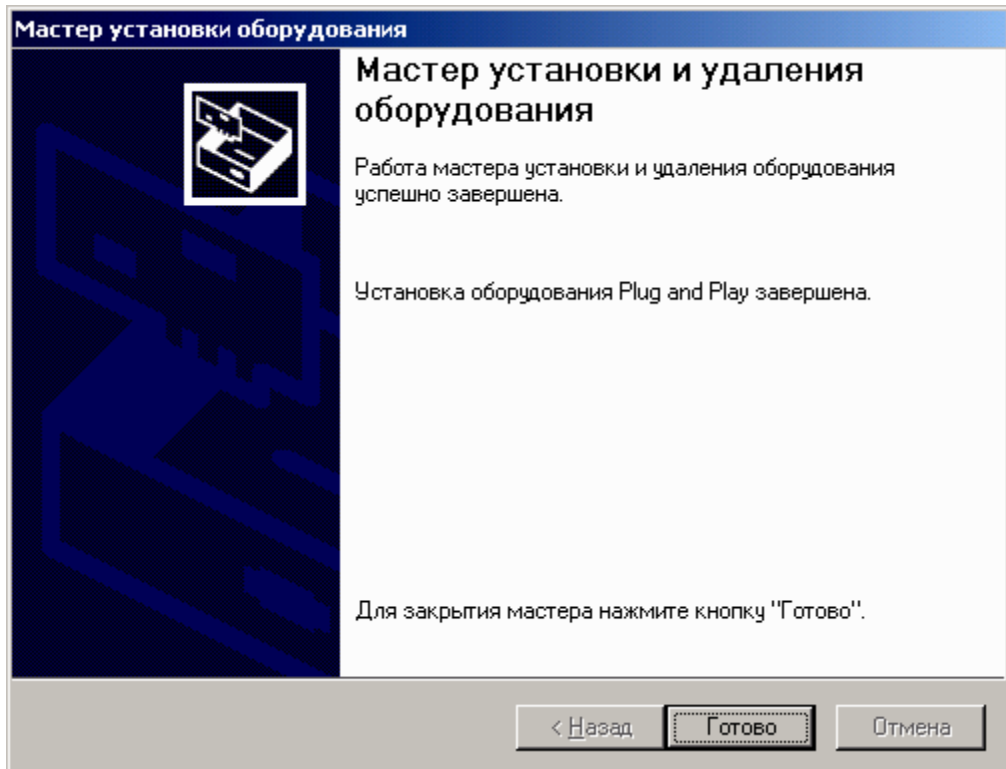 Мастер установки оборудования
Мастер установки и удаления
оборудования
Работа мастера установки и удаления оборудования
успешно завершена.
Установка оборудования Plug and Play завершена.
Для закрытия мастера нажмите кнопку "Готово".
< Назад Готово Отмена